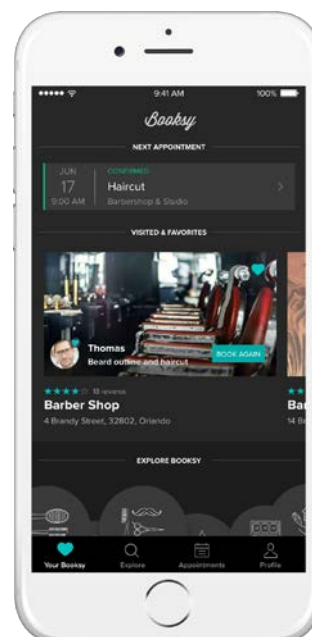 9:41 AM 100%
Booksy
NEXT APPOINTMENT
JUN
17
9:00 AM
CONFIRMED
Haircut
Barbershop & Studio
VISITED & FAVORITES
Thomas
Beard outline and haircut
BOOK AGAIN
18 reviews
Barber Shop
4 Brandy Street, 32802, Orlando
Ba
14 B
EXPLORE BOOKSY
Your Booksy Explore Appointments Profile